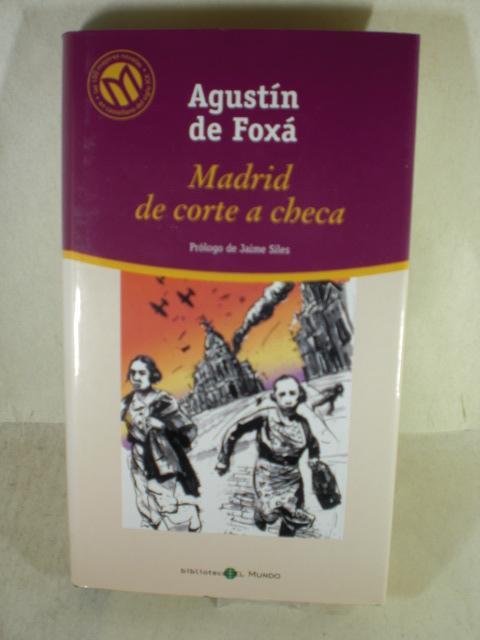 Agustín
de Foxá
Madrid
de corte a checa
Prólogo de Jaime Siles
biblioteca EL MUNDO